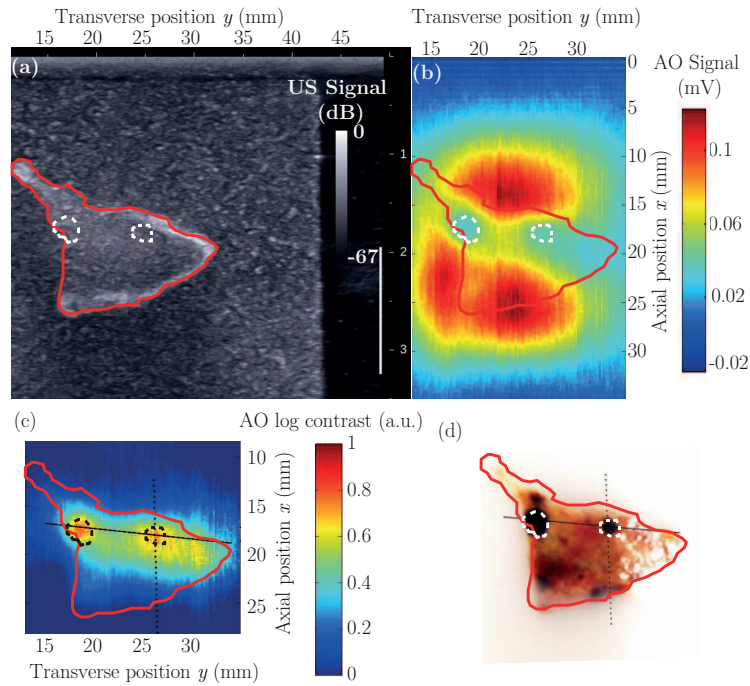 Transverse position y (mm)
15 20 25 30 35 40 45
(a)
US Signal
(dB)
0
-67
1
2
3
Transverse position y (mm)
20 30
(b)
0
5
10
15
20
25
30
Axial position x (mm)
AO Signal
(mV)
0.1
0.06
0.02
-0.02
(c)
AO log contrast (a.u.)
10
15
20
25
Axial position x (mm)
1
0.8
0.6
0.4
0.2
0
15 20 25 30
Transverse position y (mm)
(d)